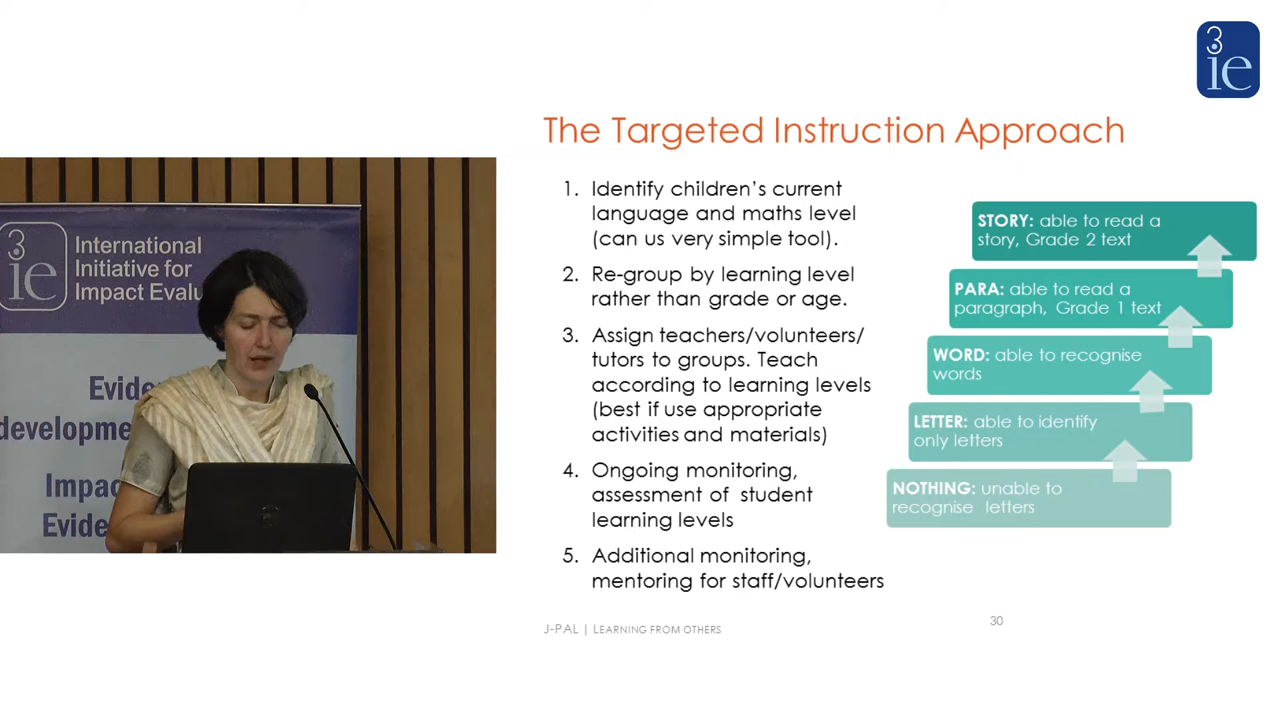 3
ie
The Targeted Instruction Approach
1. Identify children's current
language and maths level
(can us very simple tool).
2. Re-group by learning level
rather than grade or age.
3. Assign teachers/volunteers/
tutors to groups. Teach
according to learning levels
(best if use appropriate
activities and materials)
4. Ongoing monitoring,
assessment of student
learning levels
5. Additional monitoring,
mentoring for staff/volunteers
STORY: able to read a
story, Grade 2 text
PARA: able to read a
paragraph, Grade 1 text
WORD: able to recognise
words
LETTER: able to identify
only letters
NOTHING: unable to
recognise letters
J-PAL | LEARNING FROM OTHERS
30
3
ie
International
Initiative for
Impact Evalu
Evide
developme
Impac
Evide